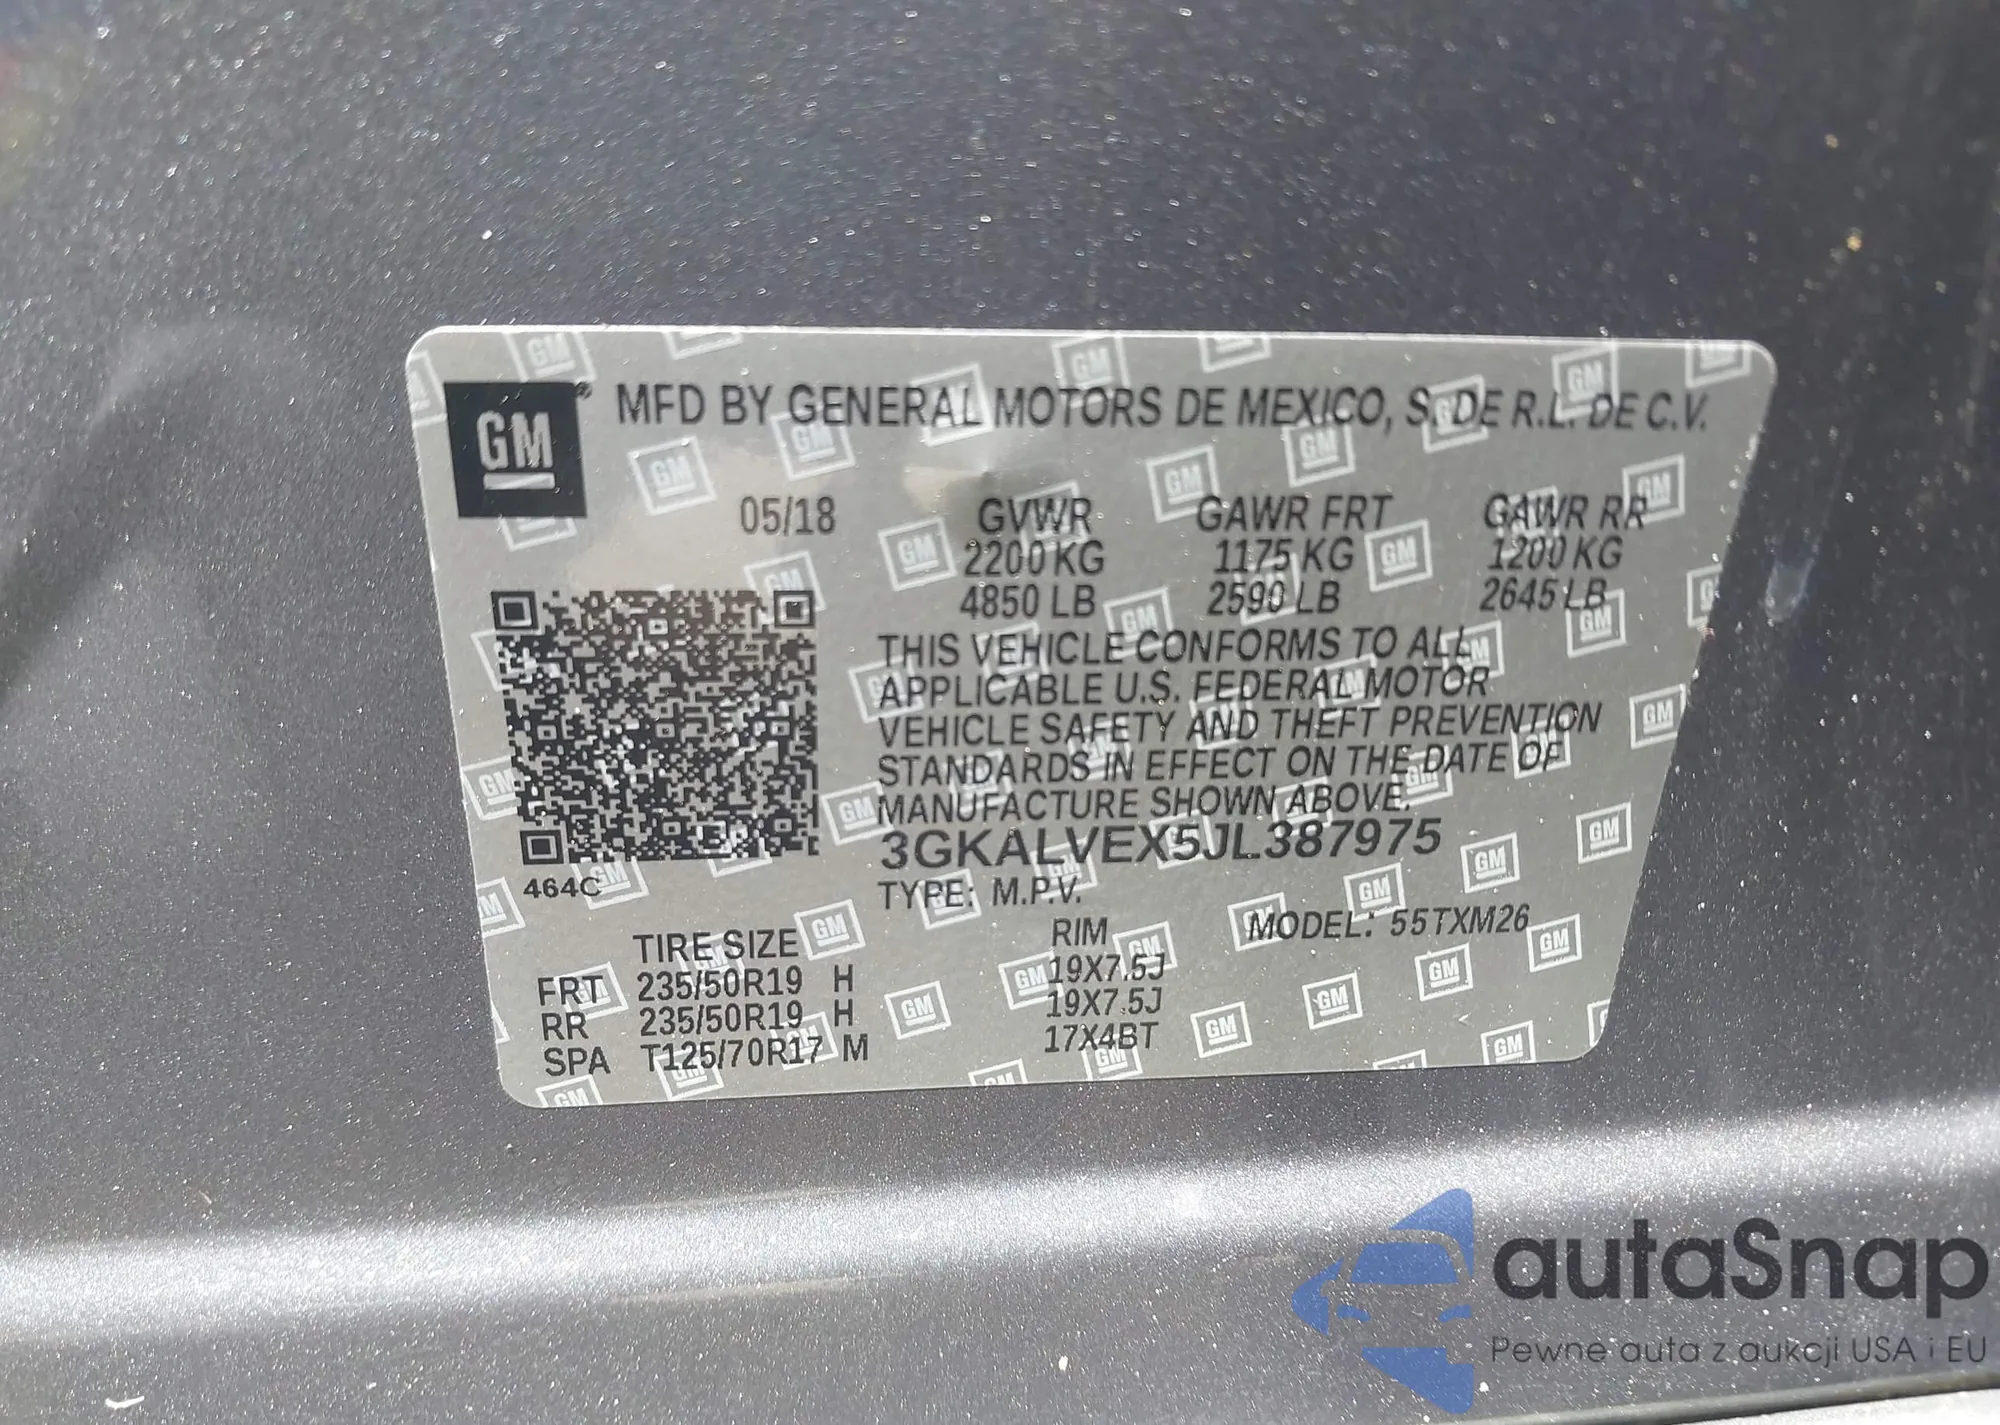 GM
MFD BY GENERAL MOTORS DE MEXICO, S. DE R.L. DE C.V.
05/18 GVWR GAWR FRT GAWR RR
2200 KG 1175 KG 1200 KG
4850 LB 2590 LB 2645 LB
THIS VEHICLE CONFORMS TO ALL
APPLICABLE U.S. FEDERAL MOTOR
VEHICLE SAFETY AND THEFT PREVENTION
STANDARDS IN EFFECT ON THE DATE OF
MANUFACTURE SHOWN ABOVE.
3GKALVEX5JL387975
464C
TYPE: M.P.V.
MODEL: 55TXM26
TIRE SIZE RIM
FRT 235/50R19 H 19X7.5J
RR 235/50R19 H 19X7.5J
SPA T125/70R17 M 17X4BT
autaSnap
Pewne auta z aukcji USA i EU